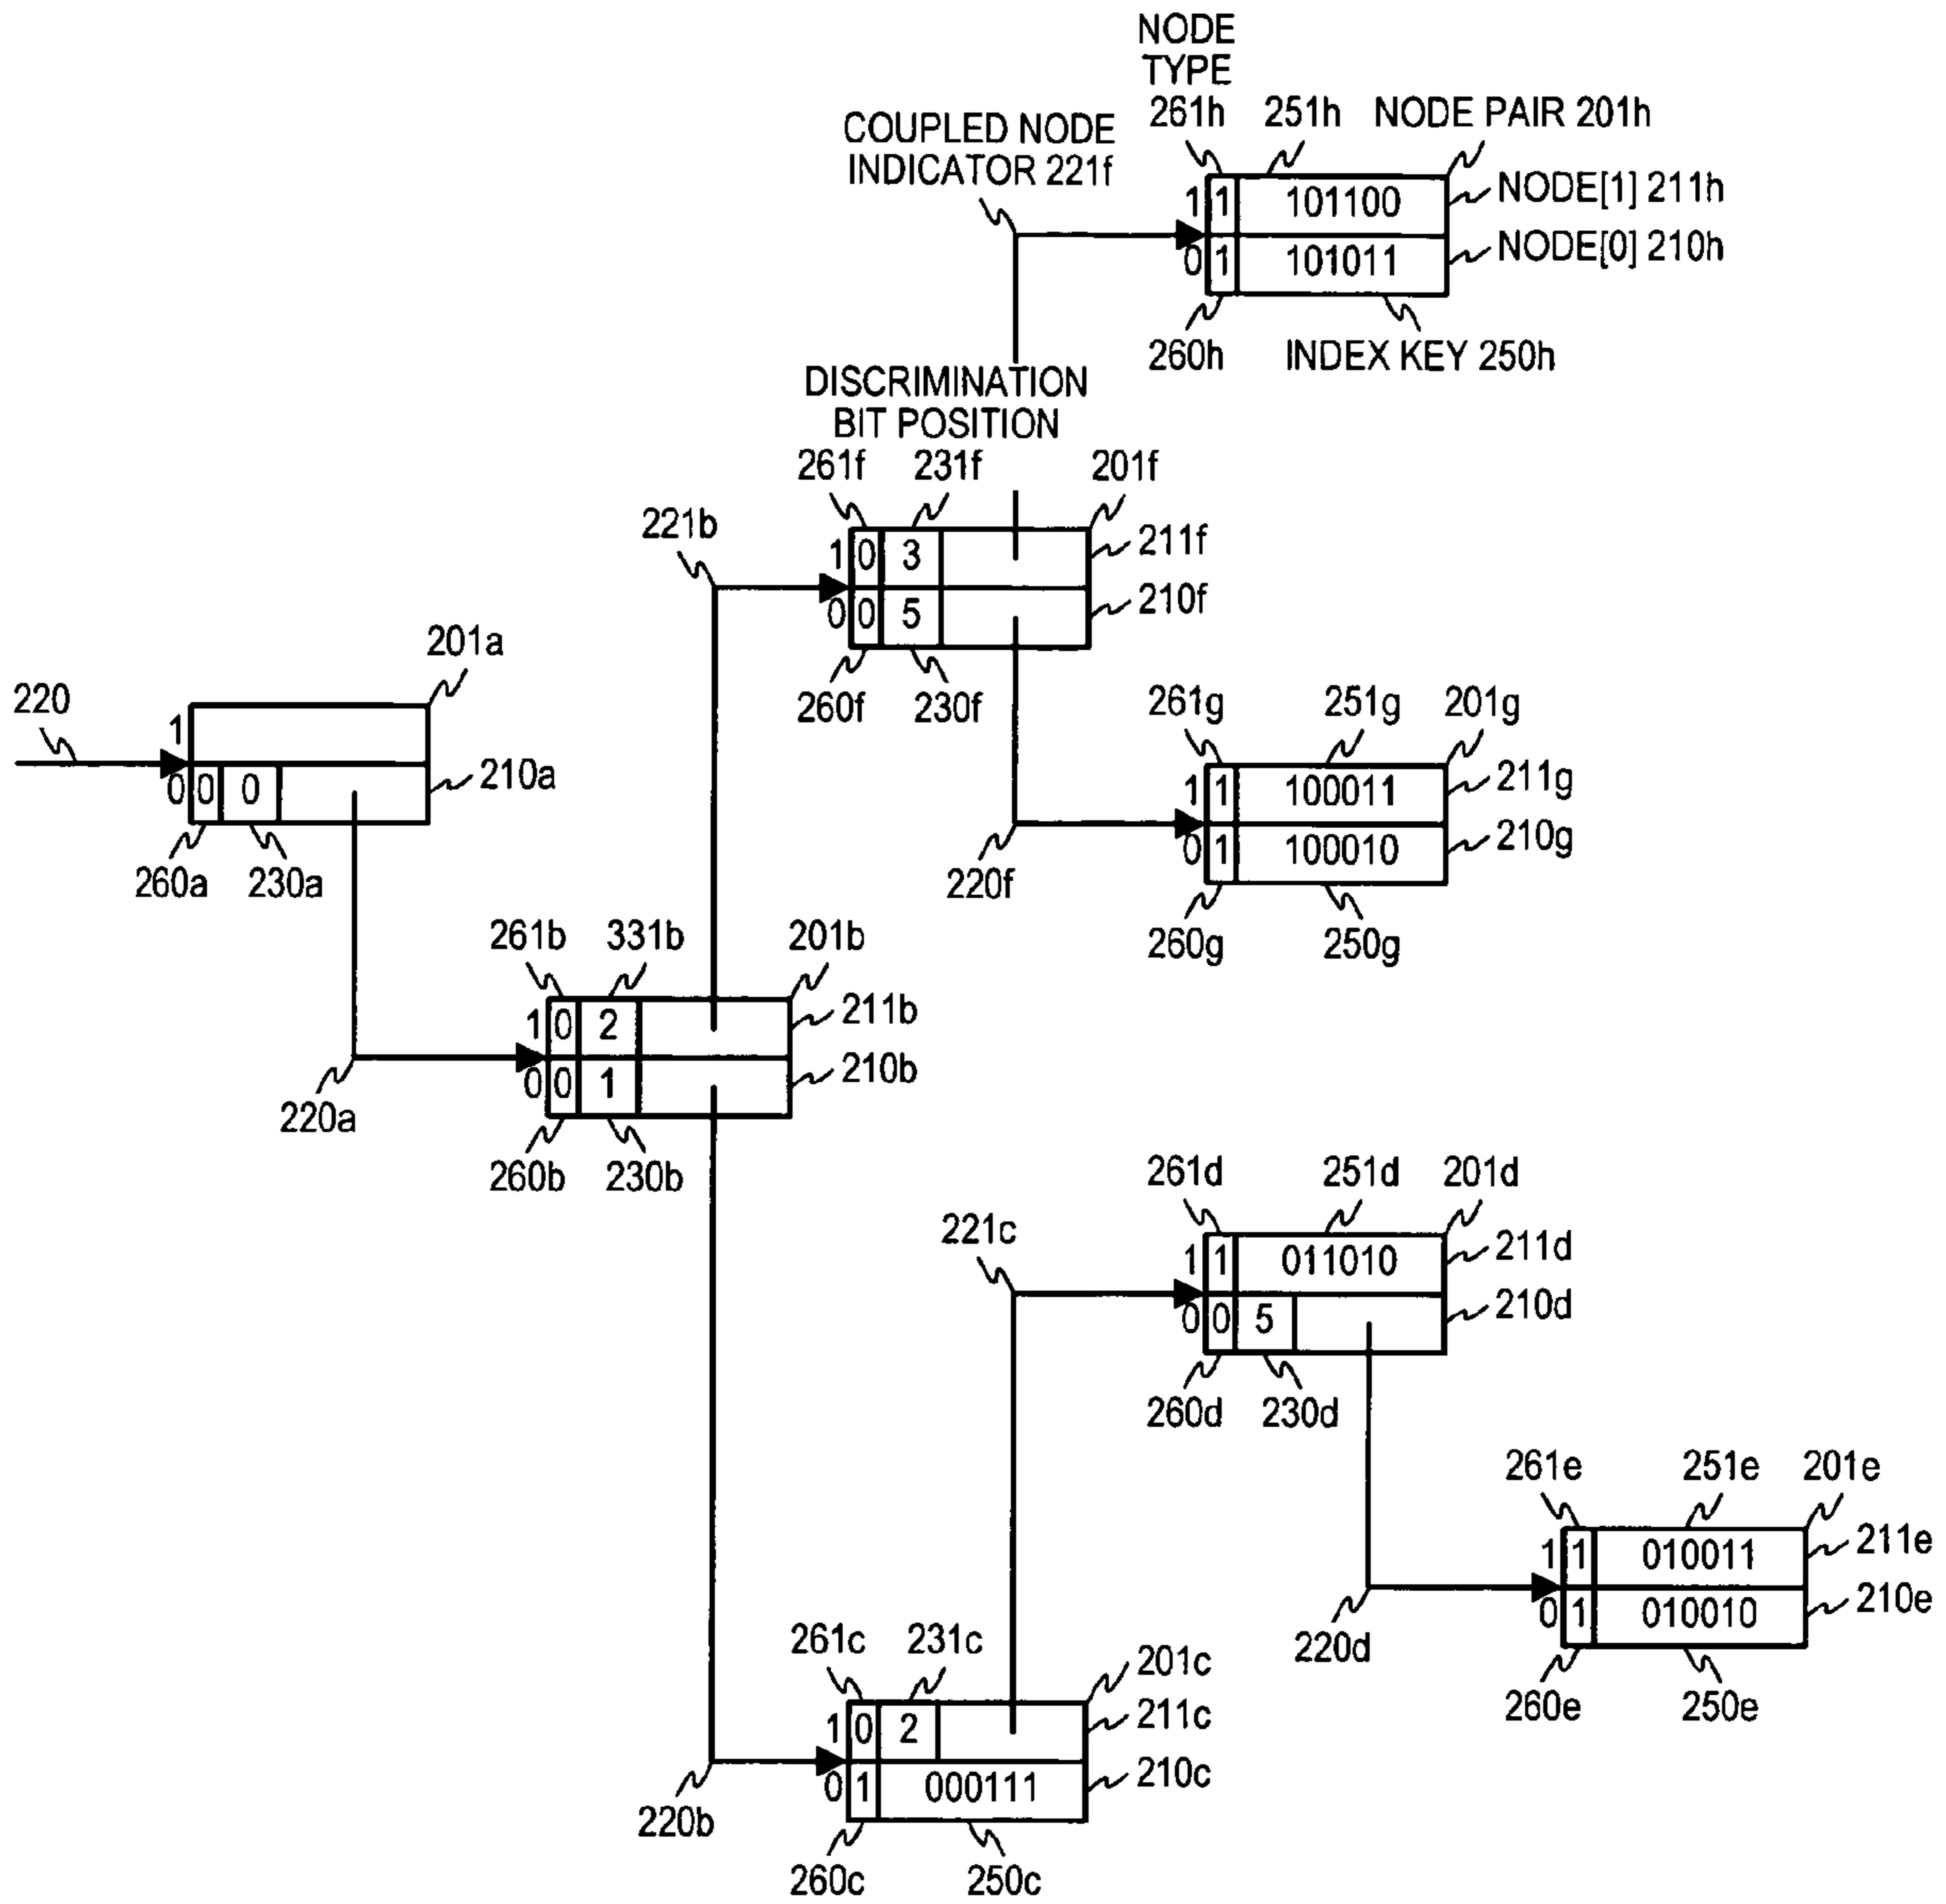 NODE
TYPE
261h 251h NODE PAIR 201h
COUPLED NODE
INDICATOR 221f
1 1 101100 NODE[1] 211h
0 1 101011 NODE[0] 210h
260h INDEX KEY 250h
DISCRIMINATION
BIT POSITION
261f 231f 201f
221b
1 0 3 211f
0 0 5 210f
260f 230f
201a
220
1
0 0 0 210a
260a 230a
261g 251g 201g
1 1 100011 211g
0 1 100010 210g
220f
260g 250g
261b 331b 201b
1 0 2 211b
0 0 1 210b
220a
260b 230b
261d 251d 201d
221c
1 1 011010 211d
0 0 5 210d
260d 230d
261e 251e 201e
1 1 010011 211e
0 1 010010 210e
220d
260e 250e
261c 231c 201c
1 0 2 211c
0 1 000111 210c
220b
260c 250c